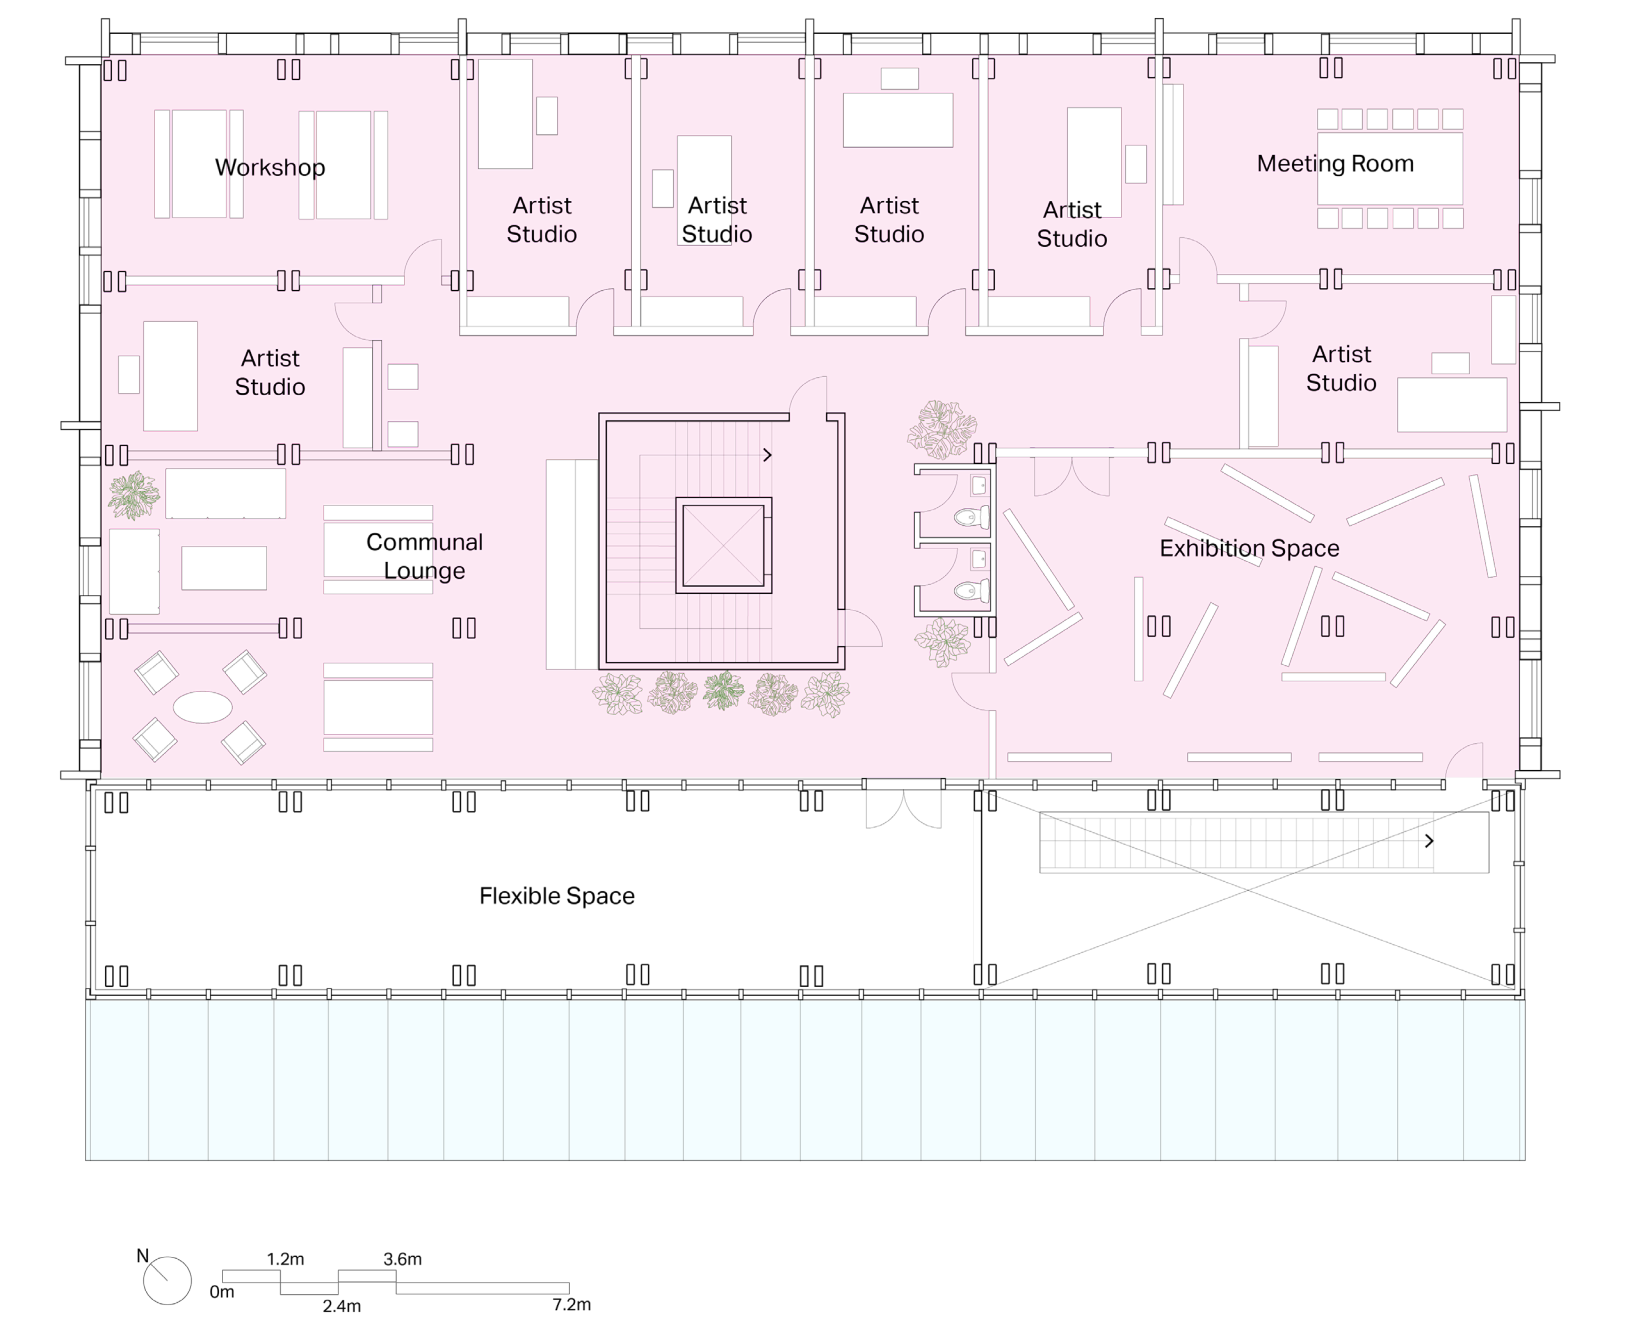 Workshop
Artist
Studio
Artist
Studio
Artist
Studio
Artist
Studio
Meeting Room
Artist
Studio
Artist
Studio
Communal
Lounge
Exhibition Space
Flexible Space
N
0m
1.2m
2.4m
3.6m
7.2m